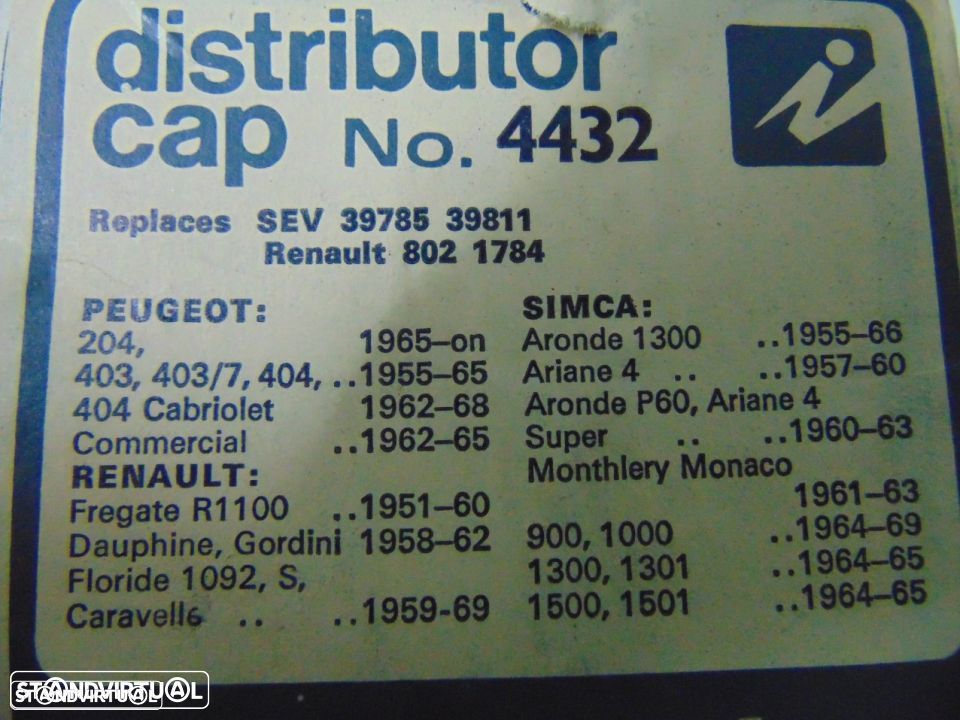 distributor
cap No. 4432
Replaces SEV 39785 39811
Renault 802 1784
PEUGEOT:
204, 1965–on
403, 403/7, 404, ..1955–65
404 Cabriolet 1962–68
Commercial ..1962–65
RENAULT:
Fregate R1100 ..1951–60
Dauphine, Gordini 1958–62
Floride 1092, S,
Caravelle .. ..1959-69
SIMCA:
Aronde 1300 ..1955–66
Ariane 4 .. ..1957–60
Aronde P60, Ariane 4
Super .. ..1960–63
Monthlery Monaco
1961–63
900, 1000 ..1964–69
1300, 1301 ..1964–65
1500, 1501 ..1964–65
STANDVIRTUAL
STANDVIRTUAL